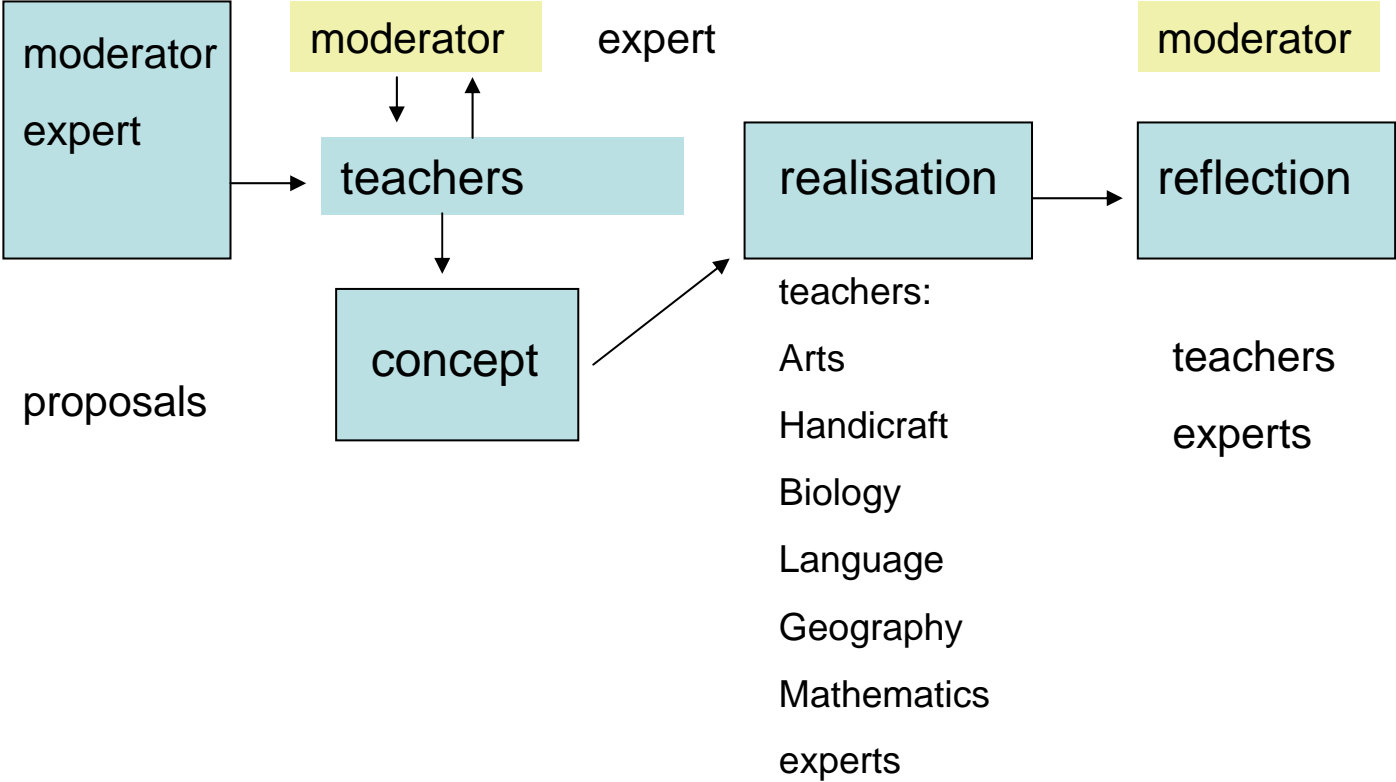 moderator
expert
proposals
moderator
expert
teachers
concept
realisation
teachers:
Arts
Handicraft
Biology
Language
Geography
Mathematics
experts
moderator
reflection
teachers
experts